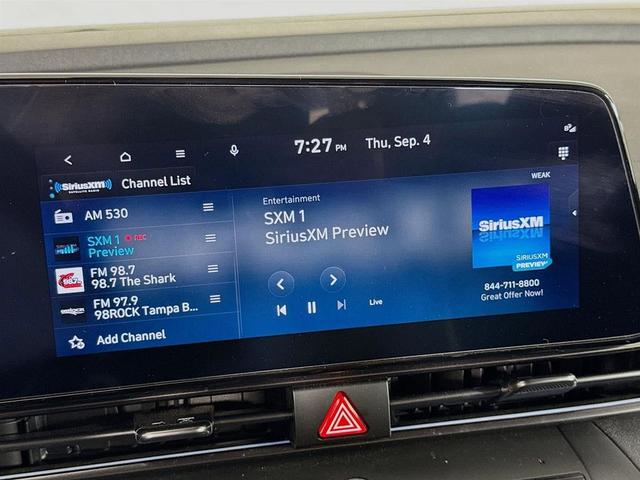 7:27 PM
Thu, Sep. 4
SiriusXM
SATELLITE RADIO
Channel List
WEAK
AM 530
SXM 1 REC
Preview
FM 98.7
98.7 The Shark
FM 97.9
98ROCK Tampa B...
Add Channel
Entertainment
SXM 1
SiriusXM Preview
Live
SiriusXM
SIRIUSXM
PREVIEW
844-711-8800
Great Offer Now!